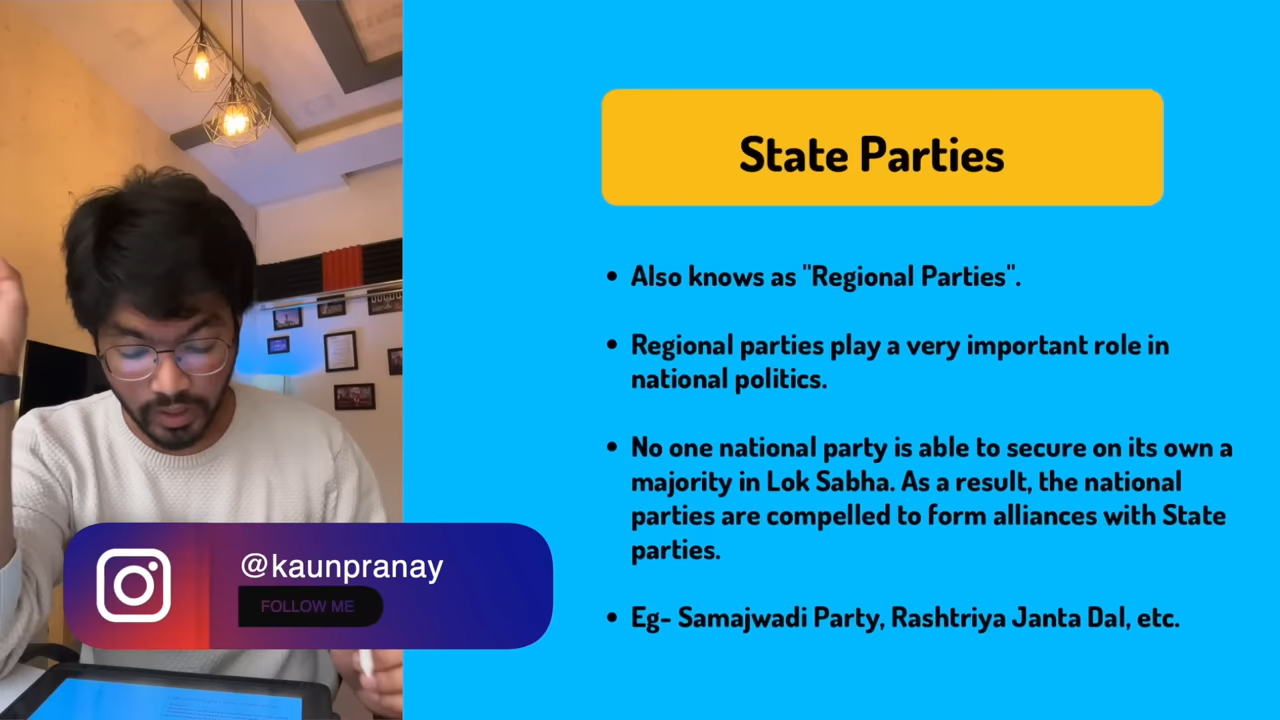 State Parties
• Also knows as "Regional Parties".
• Regional parties play a very important role in
national politics.
• No one national party is able to secure on its own a
majority in Lok Sabha. As a result, the national
parties are compelled to form alliances with State
parties.
• Eg- Samajwadi Party, Rashtriya Janta Dal, etc.
@kaunpranay
FOLLOW ME